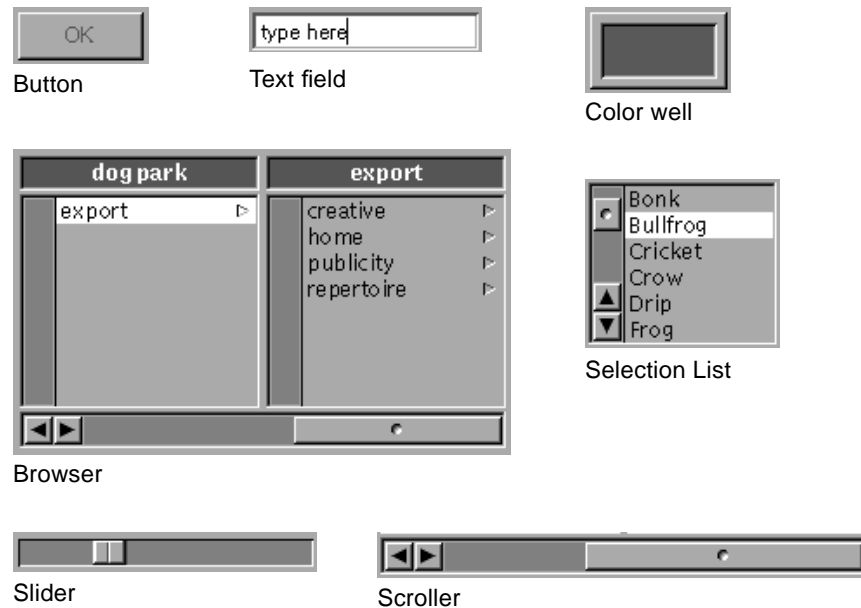 OK
Button
type here
Text field
Color well
dog park
export
export
creative
home
publicity
repertoire
Browser
Bonk
Bullfrog
Cricket
Crow
Drip
Frog
Selection List
Slider
Scroller